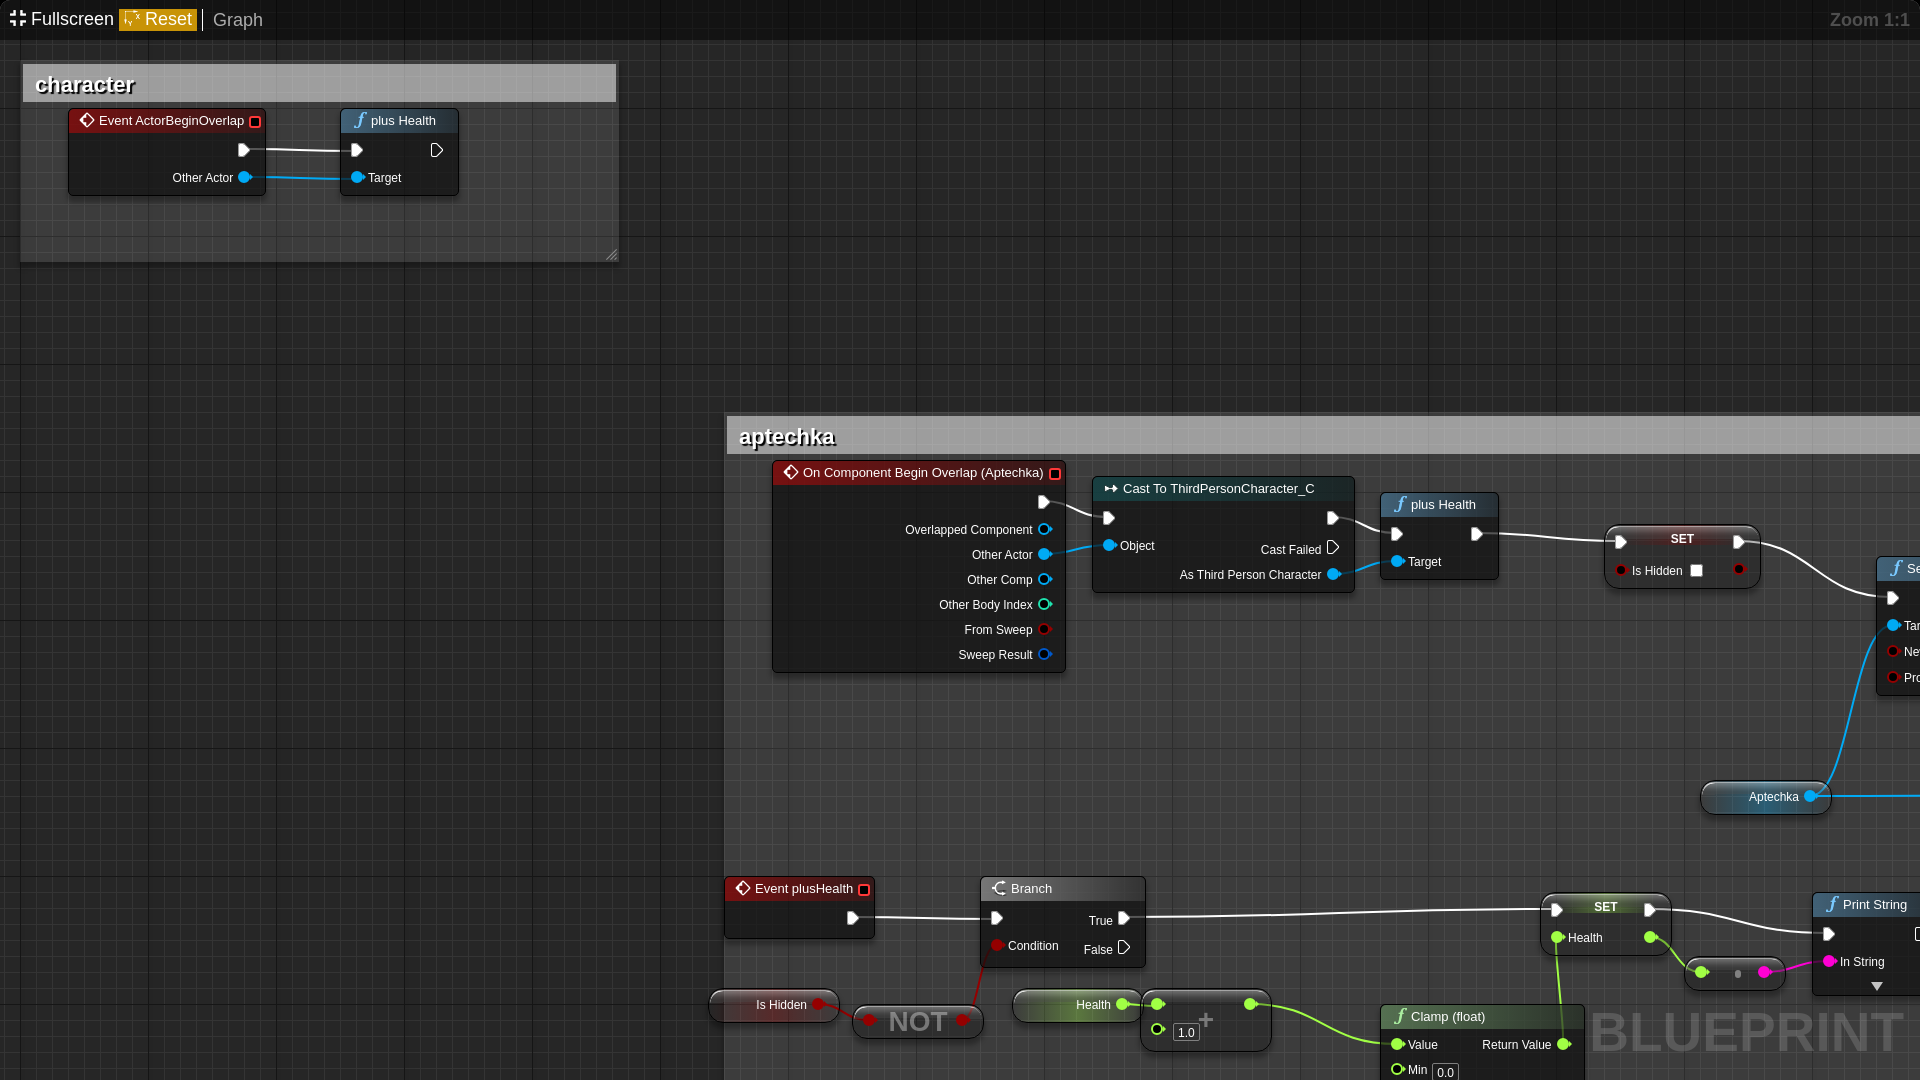 Fullscreen Reset Graph Zoom 1:1
character
Event ActorBeginOverlap
Other Actor
plus Health
Target
aptechka
On Component Begin Overlap (Aptechka)
Overlapped Component
Other Actor
Other Comp
Other Body Index
From Sweep
Sweep Result
Cast To ThirdPersonCharacter_C
Object
Cast Failed
As Third Person Character
plus Health
Target
SET
Is Hidden
Se
Tar
Ne
Pro
Aptechka
Event plusHealth
Branch
True
Condition
False
SET
Health
Print String
In String
Is Hidden
NOT
Health
+
1.0
Clamp (float)
Value
Return Value
Min 0.0
BLUEPRINT